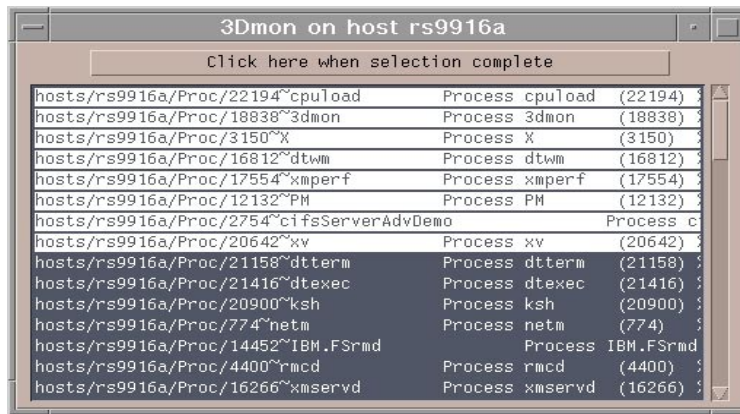 3Dmon on host rs9916a
Click here when selection complete
hosts/rs9916a/Proc/22194~cpuload Process cpuload (22194)
hosts/rs9916a/Proc/18838~3dmon Process 3dmon (18838)
hosts/rs9916a/Proc/3150~X Process X (3150)
hosts/rs9916a/Proc/16812~dtwm Process dtwm (16812)
hosts/rs9916a/Proc/17554~xmperf Process xmperf (17554)
hosts/rs9916a/Proc/12132~PM Process PM (12132)
hosts/rs9916a/Proc/2754~cifsServerAdvDemo Process
hosts/rs9916a/Proc/20642~xv Process xv (20642)
hosts/rs9916a/Proc/21158~dtterm Process dtterm (21158)
hosts/rs9916a/Proc/21416~dtexec Process dtexec (21416)
hosts/rs9916a/Proc/20900~ksh Process ksh (20900)
hosts/rs9916a/Proc/774~netm Process netm (774)
hosts/rs9916a/Proc/14452~IBM.FSrmd Process IBM.FSrmd
hosts/rs9916a/Proc/4400~rmcd Process rmcd (4400)
hosts/rs9916a/Proc/16266~xmservd Process xmservd (16266)